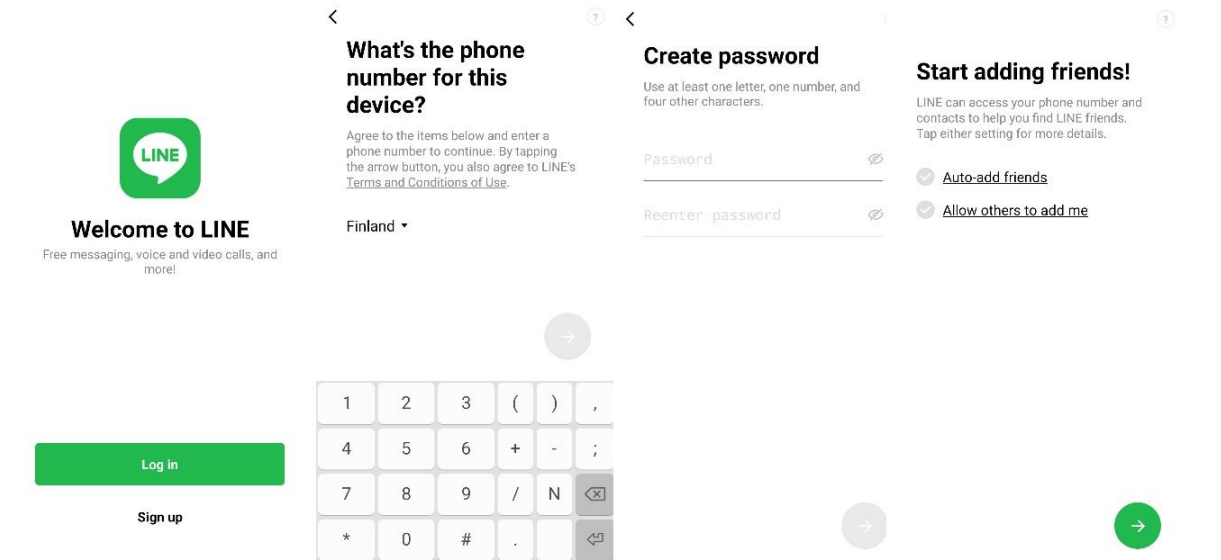 LINE
Welcome to LINE
Free messaging, voice and video calls, and
more!
Log in
Sign up
?
What's the phone
number for this
device?
Agree to the items below and enter a
phone number to continue. By tapping
the arrow button, you also agree to LINE's
Terms and Conditions of Use.
Finland
1 2 3 ( ) ,
4 5 6 + - ;
7 8 9 / N
* 0 # .
Create password
Use at least one letter, one number, and
four other characters.
Password
Reenter password
?
Start adding friends!
LINE can access your phone number and
contacts to help you find LINE friends.
Tap either setting for more details.
Auto-add friends
Allow others to add me